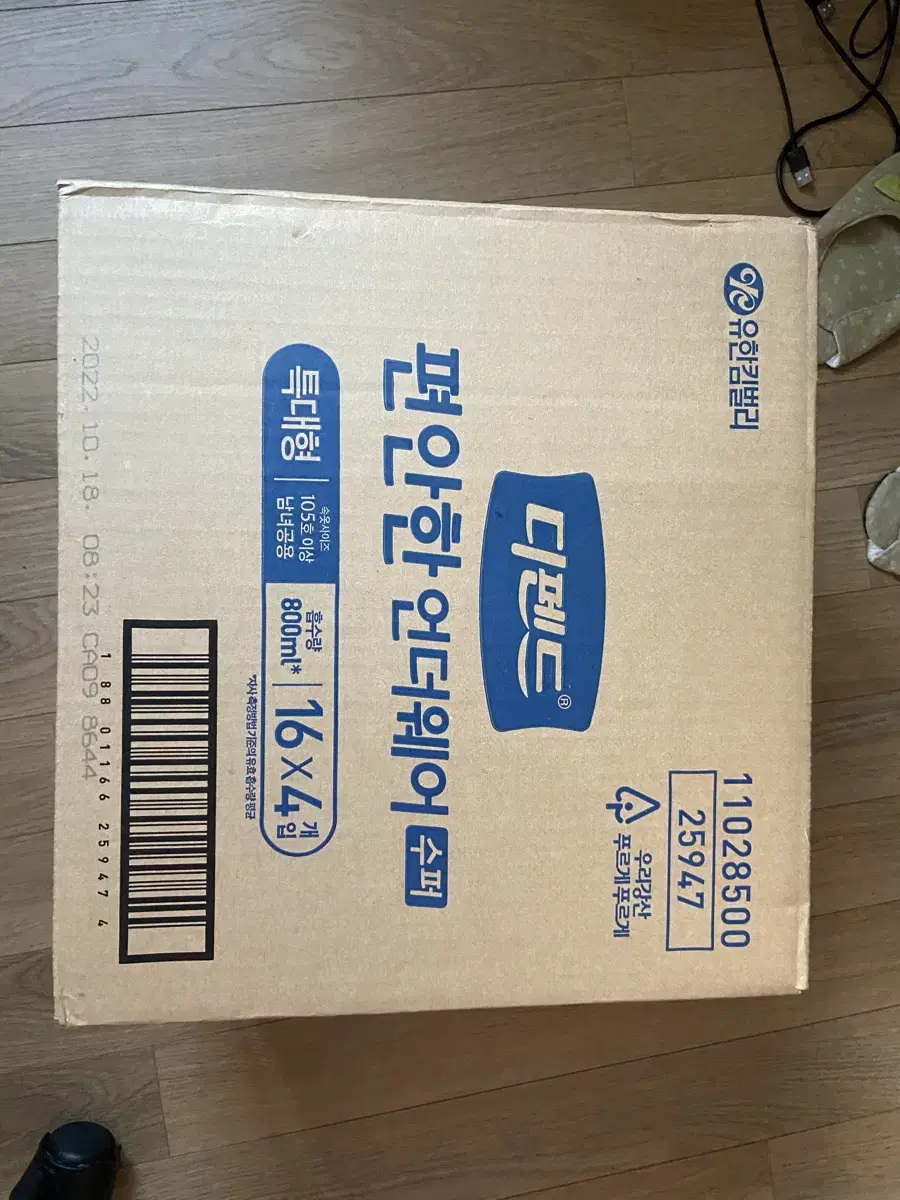 유한킴벌리
11028500
25947
우리강산
푸르게 푸르게
디펜드®
편안한 언더웨어 수퍼
특대형
속옷사이즈
105호 이상
남녀공용
흡수량
800ml*
16 x 4 개입
*자사 측정방법 기준의 유효 흡수량 평균
1 88 01166 25947 4
2022. 10. 18. 08:23 CA09 8644